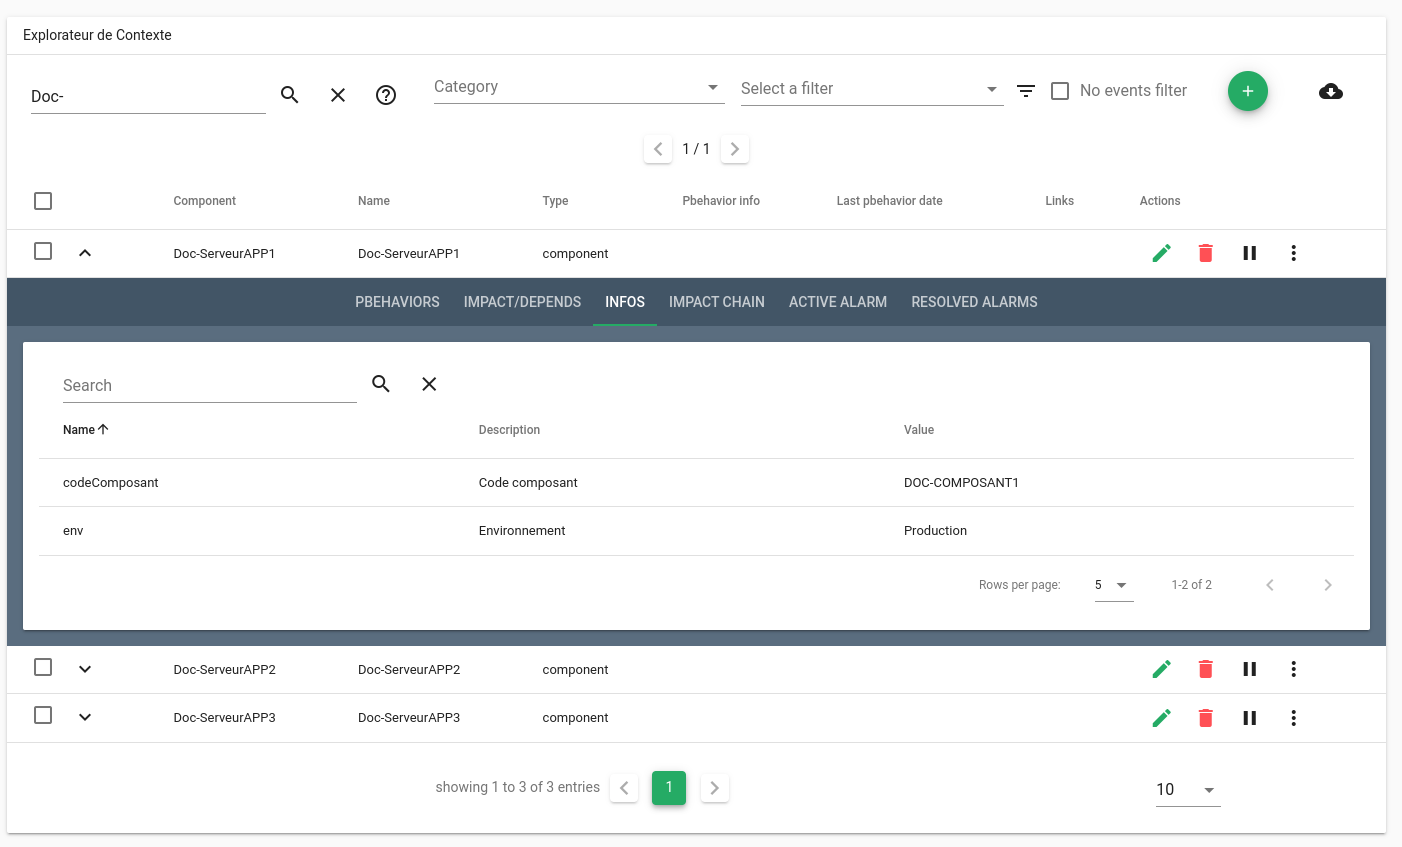 Explorateur de Contexte
Doc- Category Select a filter No events filter
1 / 1
Component Name Type Pbehavior info Last pbehavior date Links Actions
Doc-ServeurAPP1 Doc-ServeurAPP1 component
PBEHAVIORS IMPACT/DEPENDS INFOS IMPACT CHAIN ACTIVE ALARM RESOLVED ALARMS
Search
Name Description Value
codeComposant Code composant DOC-COMPOSANT1
env Environnement Production
Rows per page: 5 1-2 of 2
Doc-ServeurAPP2 Doc-ServeurAPP2 component
Doc-ServeurAPP3 Doc-ServeurAPP3 component
showing 1 to 3 of 3 entries 1 10